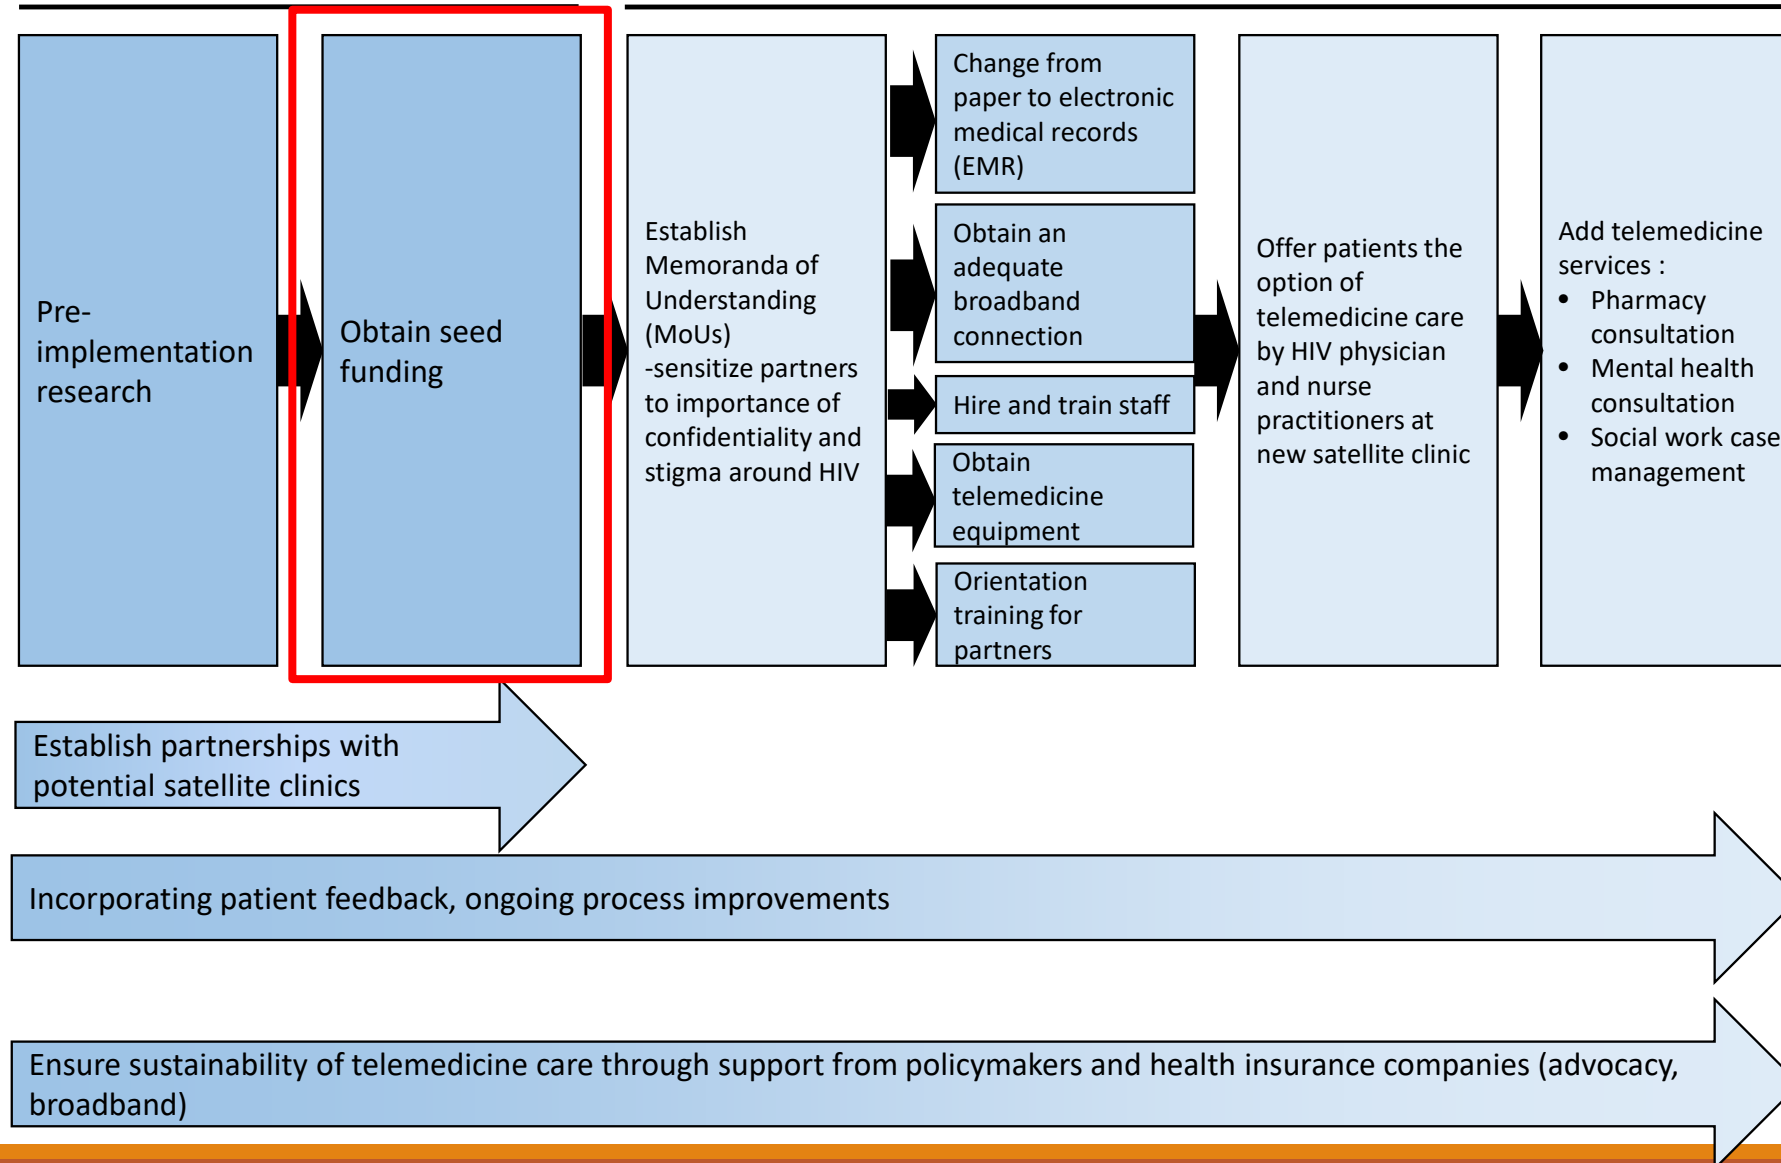 Pre-
implementation
research
Obtain seed
funding
Establish
Memoranda of
Understanding
(MoUs)
-sensitize partners
to importance of
confidentiality and
stigma around HIV
Change from
paper to electronic
medical records
(EMR)
Obtain an
adequate
broadband
connection
Hire and train staff
Obtain
telemedicine
equipment
Orientation
training for
partners
Offer patients the
option of
telemedicine care
by HIV physician
and nurse
practitioners at
new satellite clinic
Add telemedicine
services :
• Pharmacy
consultation
• Mental health
consultation
• Social work case
management
Establish partnerships with
potential satellite clinics
Incorporating patient feedback, ongoing process improvements
Ensure sustainability of telemedicine care through support from policymakers and health insurance companies (advocacy,
broadband)